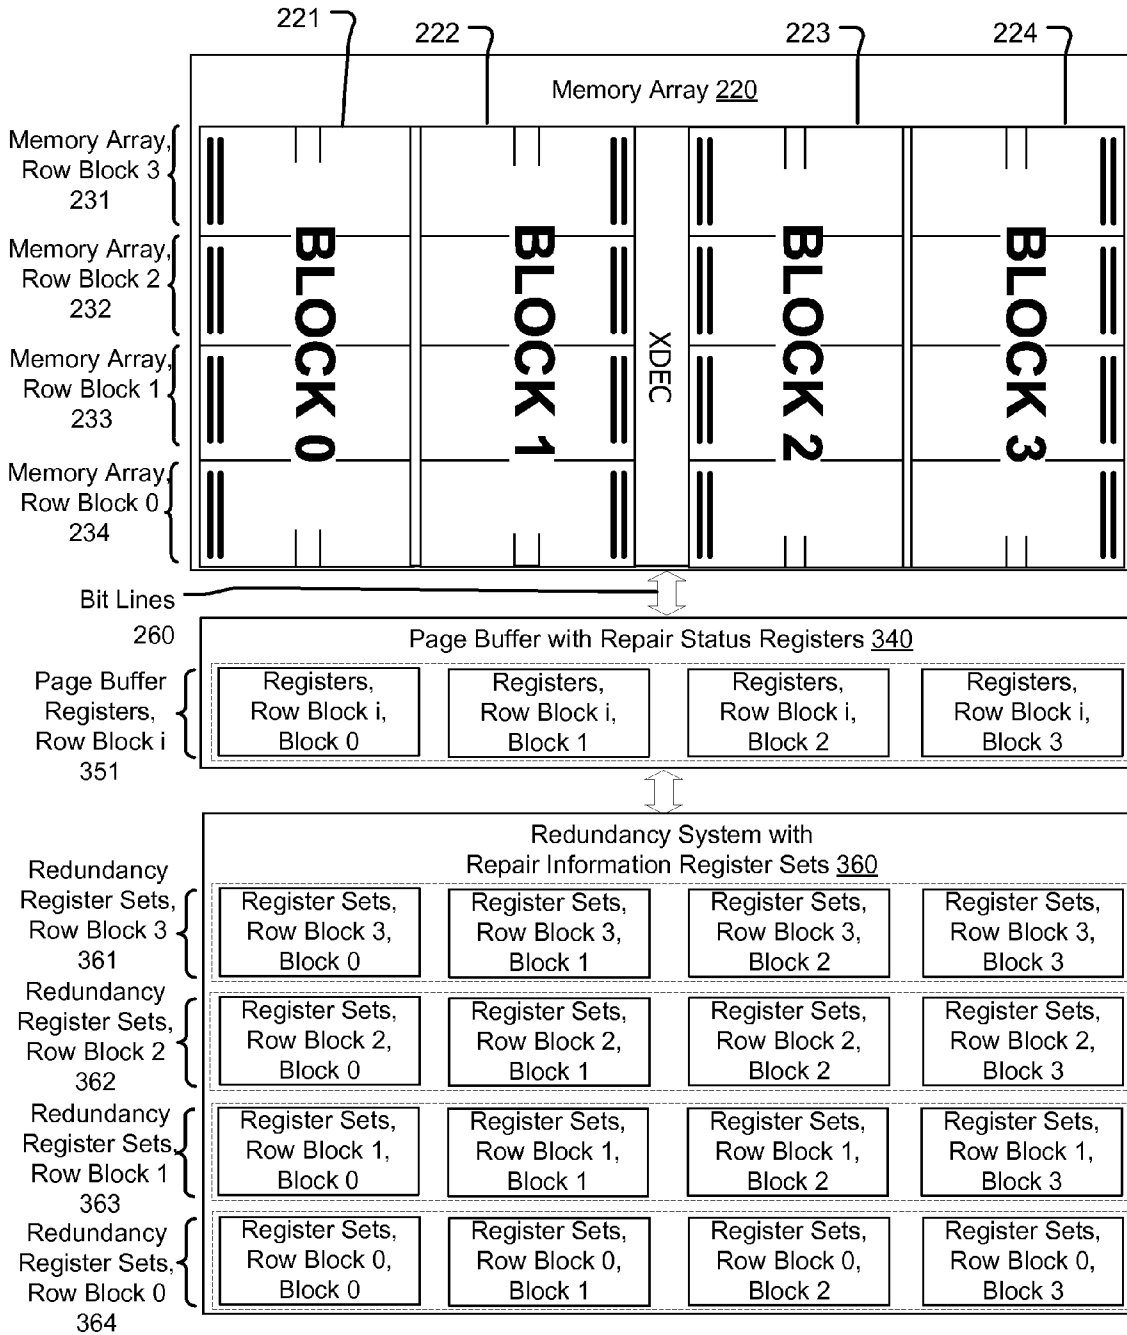 221
222
223
224
Memory Array 220
Memory Array,
Row Block 3
231
Memory Array,
Row Block 2
232
Memory Array,
Row Block 1
233
Memory Array,
Row Block 0
234
BLOCK 0
BLOCK 1
XDEC
BLOCK 2
BLOCK 3
Bit Lines
260
Page Buffer with Repair Status Registers 340
Page Buffer
Registers,
Row Block i
351
Registers,
Row Block i,
Block 0
Registers,
Row Block i,
Block 1
Registers,
Row Block i,
Block 2
Registers,
Row Block i,
Block 3
Redundancy System with
Repair Information Register Sets 360
Redundancy
Register Sets,
Row Block 3
361
Register Sets,
Row Block 3,
Block 0
Register Sets,
Row Block 3,
Block 1
Register Sets,
Row Block 3,
Block 2
Register Sets,
Row Block 3,
Block 3
Redundancy
Register Sets,
Row Block 2
362
Register Sets,
Row Block 2,
Block 0
Register Sets,
Row Block 2,
Block 1
Register Sets,
Row Block 2,
Block 2
Register Sets,
Row Block 2,
Block 3
Redundancy
Register Sets,
Row Block 1
363
Register Sets,
Row Block 1,
Block 0
Register Sets,
Row Block 1,
Block 1
Register Sets,
Row Block 1,
Block 2
Register Sets,
Row Block 1,
Block 3
Redundancy
Register Sets,
Row Block 0
364
Register Sets,
Row Block 0,
Block 0
Register Sets,
Row Block 0,
Block 1
Register Sets,
Row Block 0,
Block 2
Register Sets,
Row Block 0,
Block 3